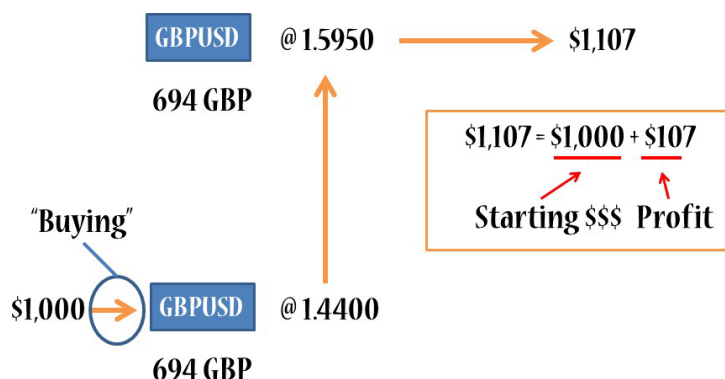 GBPUSD @ 1.5950 $1,107
694 GBP
$1,107 = $1,000 + $107
Starting $$$ Profit
"Buying"
$1,000 GBPUSD @ 1.4400
694 GBP